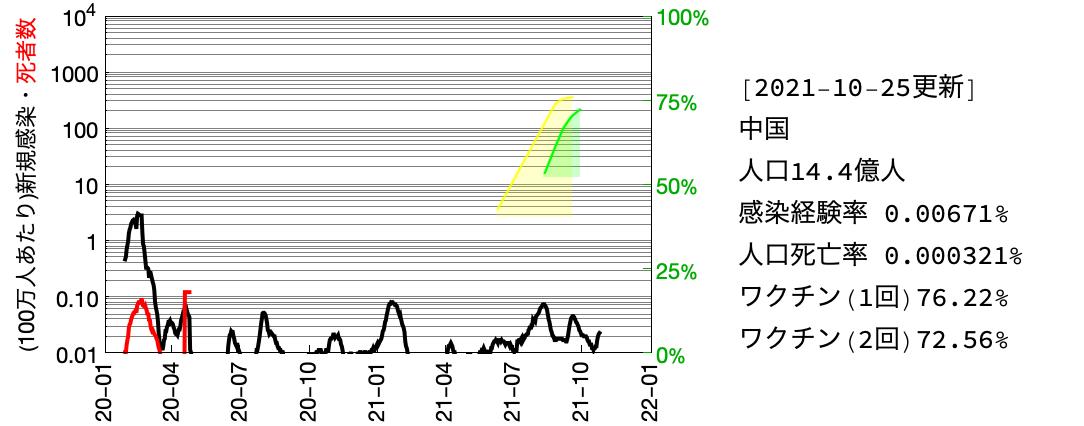 (100万人あたり)新規感染・死者数
10^4
1000
100
10
1
0.10
0.01
100%
75%
50%
25%
0%
20-01
20-04
20-07
20-10
21-01
21-04
21-07
21-10
22-01
[2021-10-25更新]
中国
人口14.4億人
感染経験率 0.00671%
人口死亡率 0.000321%
ワクチン(1回)76.22%
ワクチン(2回)72.56%